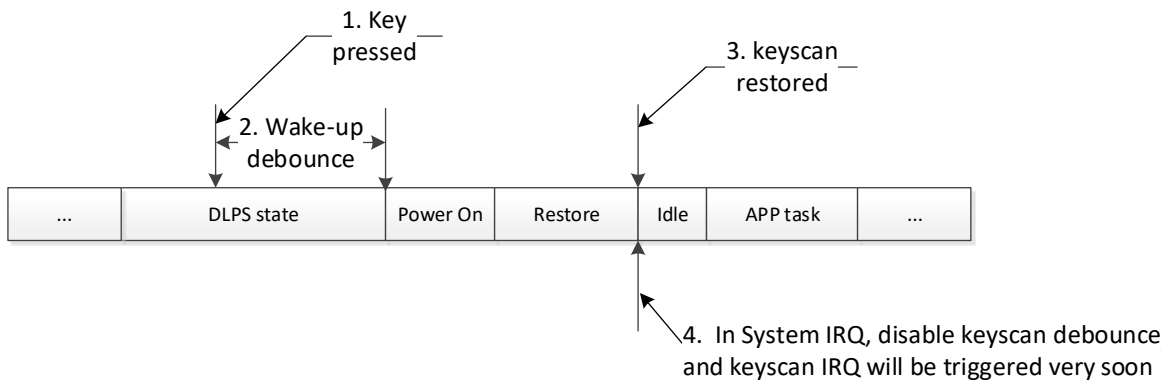 1. Key
pressed
3. keyscan
restored
2. Wake-up
debounce
...
DLPS state
Power On
Restore
Idle
APP task
...
4.  In System IRQ, disable keyscan debounce,
and keyscan IRQ will be triggered very soon